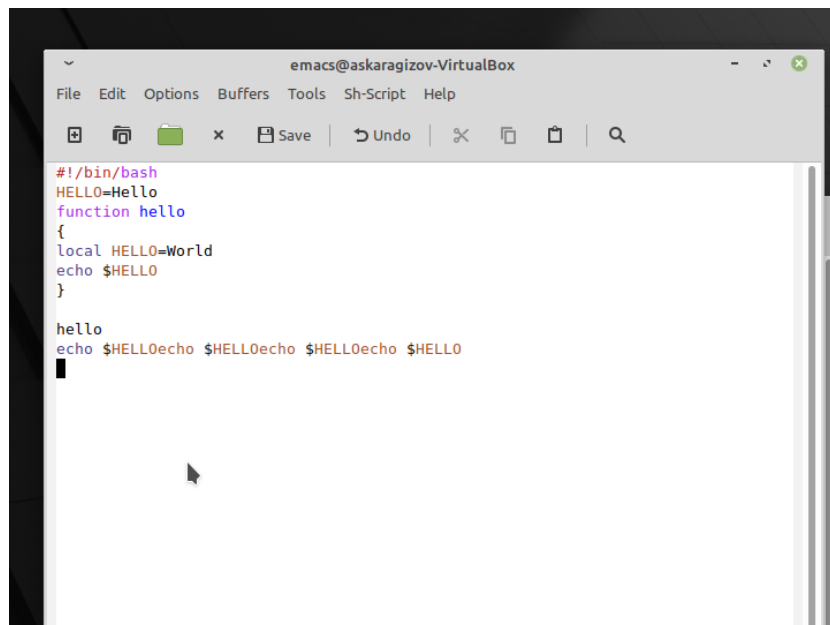 emacs@askaragizov-VirtualBox
File Edit Options Buffers Tools Sh-Script Help
Save Undo
#!/bin/bash
HELLO=Hello
function hello
{
local HELLO=World
echo $HELLO
}
hello
echo $HELLOecho $HELLOecho $HELLOecho $HELLO